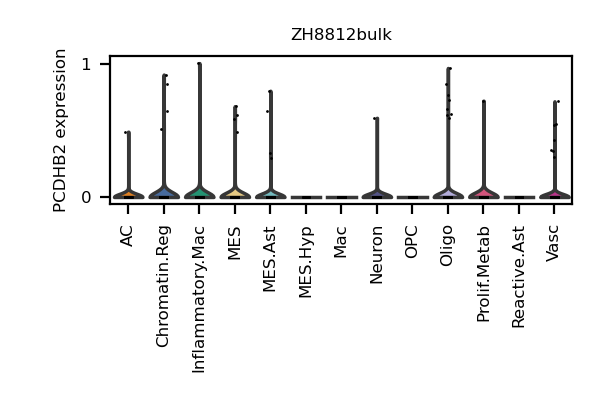 ZH8812bulk
PCDHB2 expression
1
0
AC
Chromatin.Reg
Inflammatory.Mac
MES
MES.Ast
MES.Hyp
Mac
Neuron
OPC
Oligo
Prolif.Metab
Reactive.Ast
Vasc